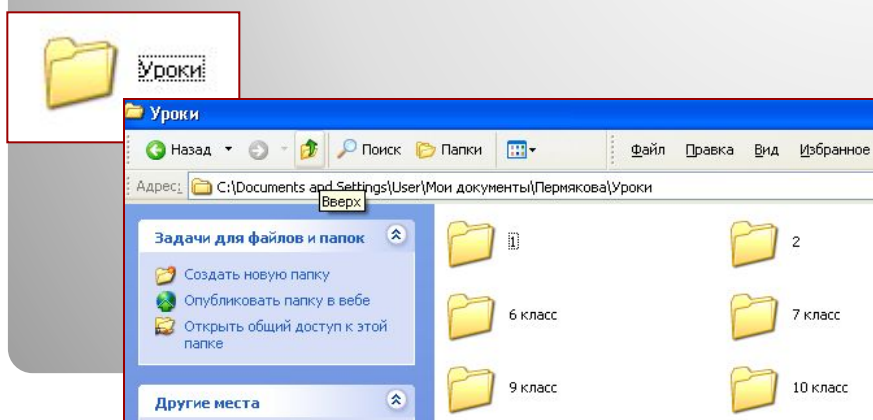 Уроки
Уроки
Назад Поиск Папки Файл Правка Вид Избранное
Адрес: C:\Documents and Settings\User\Мои документы\Пермякова\Уроки
Вверх
Задачи для файлов и папок
1 2
Создать новую папку
Опубликовать папку в вебе
6 класс 7 класс
Открыть общий доступ к этой
папке
9 класс 10 класс
Другие места